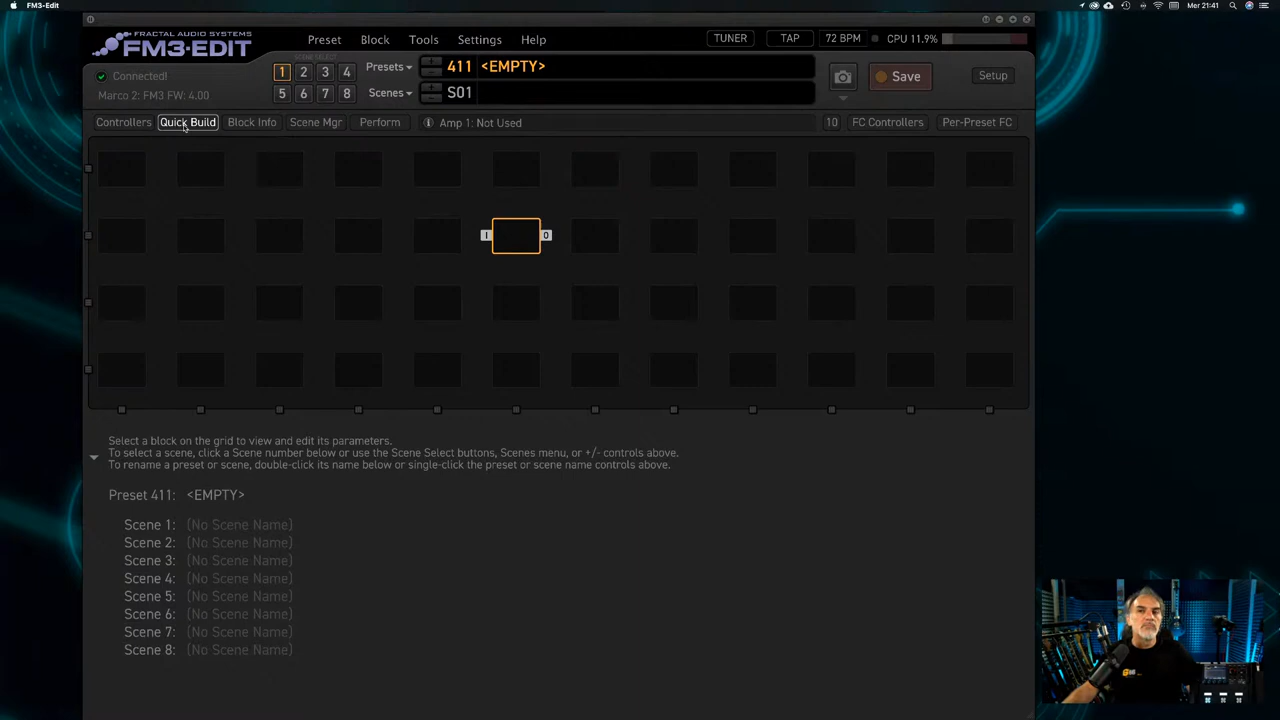 FM3-Edit
Mer 21:41
FRACTAL AUDIO SYSTEMS
FM3-EDIT
Preset
Block
Tools
Settings
Help
TUNER
TAP
72 BPM
CPU 11.9%
Connected!
Marco 2: FM3 FW: 4.00
SCENE SELECT
1 2 3 4
5 6 7 8
Presets
411 <EMPTY>
Scenes
S01
Save
Setup
Controllers
Quick Build
Block Info
Scene Mgr
Perform
Amp 1: Not Used
10
FC Controllers
Per-Preset FC
I
O
Select a block on the grid to view and edit its parameters.
To select a scene, click a Scene number below or use the Scene Select buttons, Scenes menu, or +/- controls above.
To rename a preset or scene, double-click its name below or single-click the preset or scene name controls above.
Preset 411: <EMPTY>
Scene 1: (No Scene Name)
Scene 2: (No Scene Name)
Scene 3: (No Scene Name)
Scene 4: (No Scene Name)
Scene 5: (No Scene Name)
Scene 6: (No Scene Name)
Scene 7: (No Scene Name)
Scene 8: (No Scene Name)